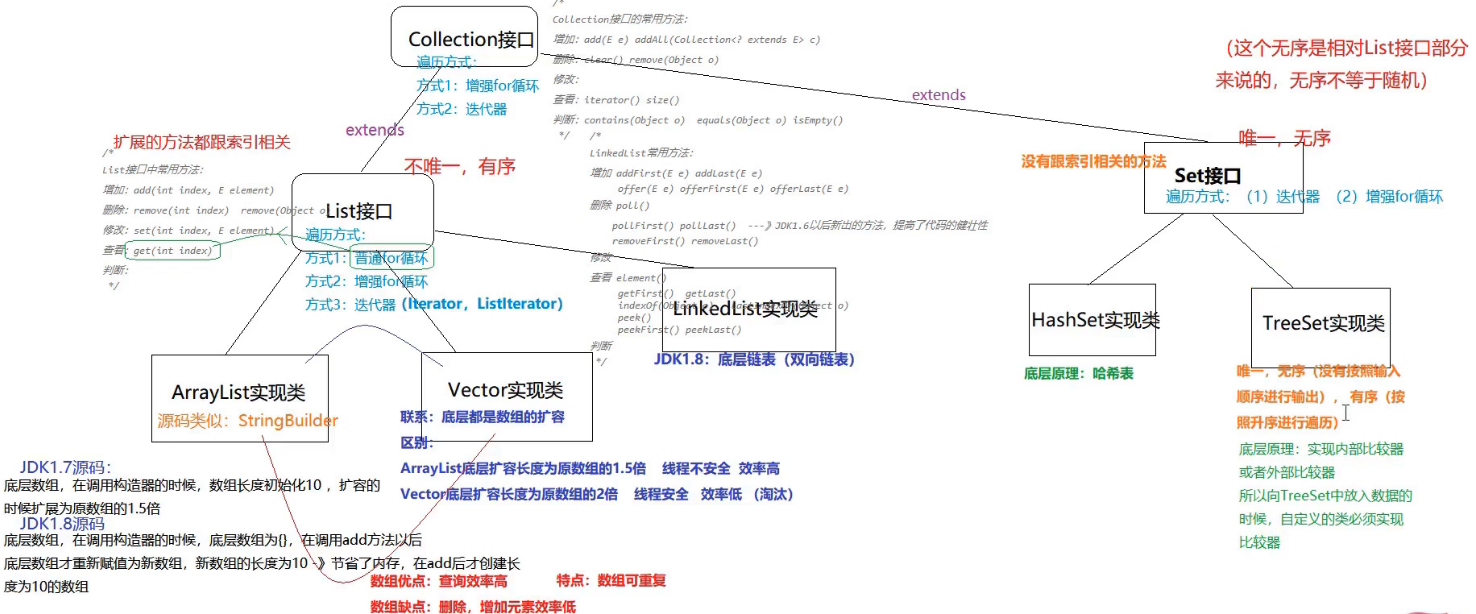 Collection接口
遍历方式：
方式1：增强for循环
方式2：迭代器
/*
Collection接口的常用方法：
增加：add(E e) addAll(Collection<? extends E> c)
删除：clear() remove(Object o)
修改：
查看：iterator() size()
判断：contains(Object o)  equals(Object o) isEmpty()
*/
extends
extends
（这个无序是相对List接口部分
来说的，无序不等于随机）
扩展的方法都跟索引相关
/*
List接口中常用方法：
增加：add(int index, E element)
删除：remove(int index)  remove(Object o
修改：set(int index, E element)
查看：get(int index)
判断：
*/
不唯一，有序
List接口
遍历方式：
方式1：普通for循环
方式2：增强for循环
方式3：迭代器（Iterator，ListIterator）
/*
LinkedList常用方法：
增加 addFirst(E e) addLast(E e)
offer(E e) offerFirst(E e) offerLast(E e)
删除 poll()
pollFirst() pollLast()  ---》JDK1.6以后新出的方法，提高了代码的健壮性
removeFirst() removeLast()
修改
查看 element()
getFirst()  getLast()
indexOf(Object o)  lastIndexOf(Object o)
peek()
peekFirst() peekLast()
判断
*/
LinkedList实现类
JDK1.8：底层链表（双向链表）
唯一，无序
没有跟索引相关的方法
Set接口
遍历方式：（1）迭代器 （2）增强for循环
HashSet实现类
底层原理：哈希表
TreeSet实现类
唯一，无序（没有按照输入
顺序进行输出），有序（按
照升序进行遍历）
底层原理：实现内部比较器
或者外部比较器
所以向TreeSet中放入数据的
时候，自定义的类必须实现
比较器
ArrayList实现类
源码类似：StringBuilder
Vector实现类
联系：底层都是数组的扩容
区别：
ArrayList底层扩容长度为原数组的1.5倍  线程不安全 效率高
Vector底层扩容长度为原数组的2倍  线程安全  效率低 （淘汰）
JDK1.7源码：
底层数组，在调用构造器的时候，数组长度初始化10 ，扩容的
时候扩展为原数组的1.5倍
JDK1.8源码
底层数组，在调用构造器的时候，底层数组为{}，在调用add方法以后
底层数组才重新赋值为新数组，新数组的长度为10 -》节省了内存，在add后才创建长
度为10的数组
数组优点：查询效率高  特点：数组可重复
数组缺点：删除，增加元素效率低